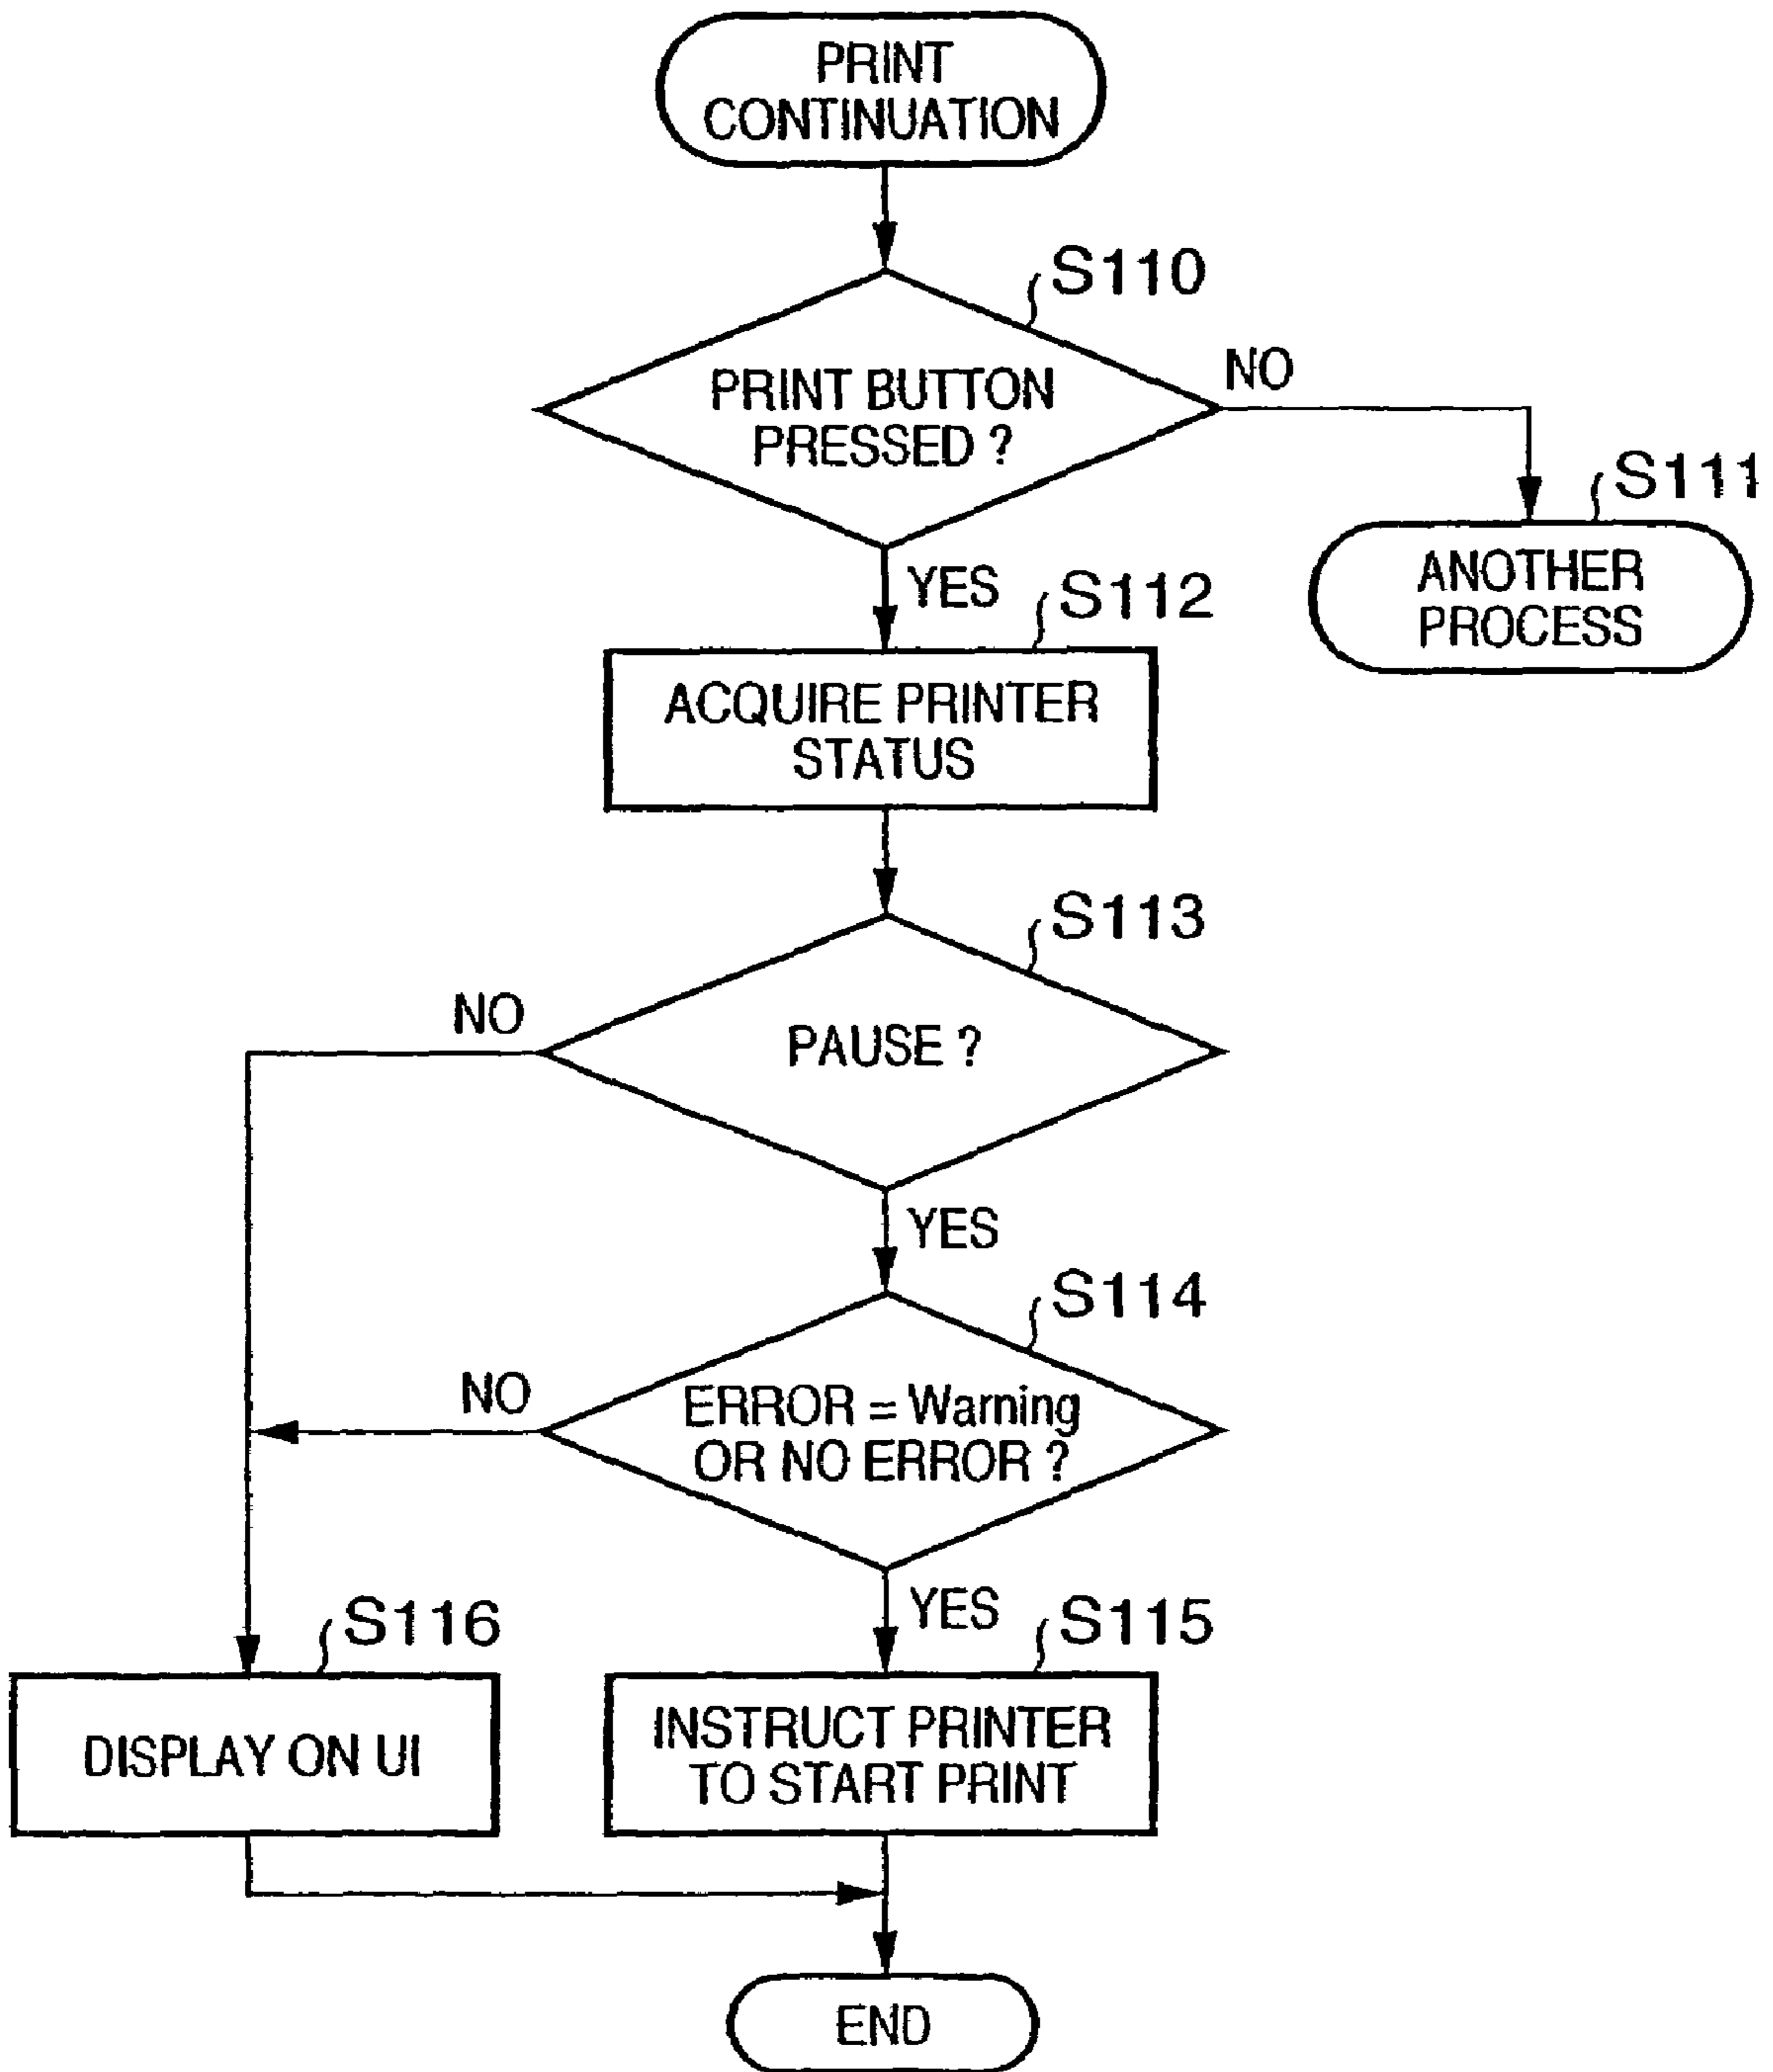 PRINT
CONTINUATION
S110
PRINT BUTTON
PRESSED ?
NO
S111
ANOTHER
PROCESS
YES
S112
ACQUIRE PRINTER
STATUS
S113
NO
PAUSE ?
YES
S114
NO
ERROR = Warning
OR NO ERROR ?
YES
S116
S115
DISPLAY ON UI
INSTRUCT PRINTER
TO START PRINT
END